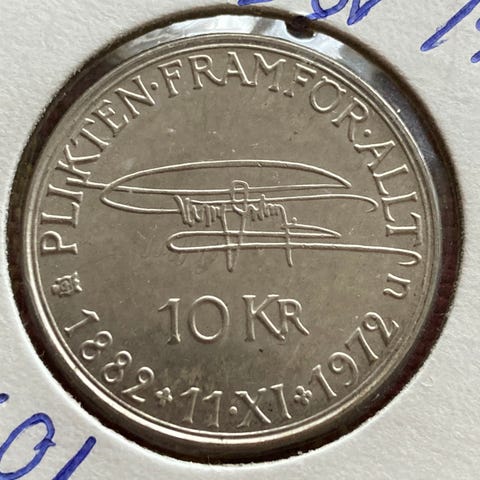 PLIKTEN·FRAMFÖR·ALLT
10 KR
1882 11·XI 1972